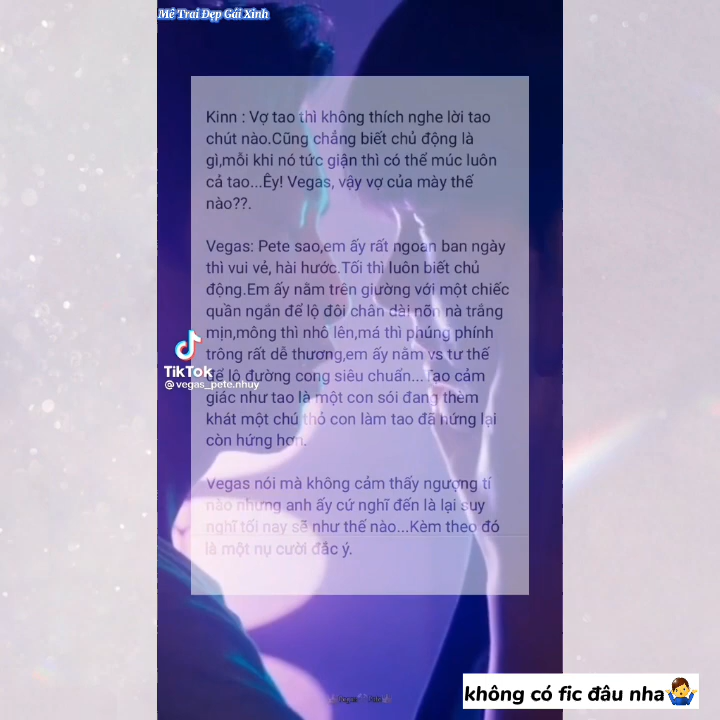 Mê Trai Đẹp Gái Xinh
Kinn : Vợ tao thì không thích nghe lời tao
chút nào.Cũng chẳng biết chủ động là
gì,mỗi khi nó tức giận thì có thể múc luôn
cả tao...Êy! Vegas, vậy vợ của mày thế
nào??.
Vegas: Pete sao,em ấy rất ngoan ban ngày
thì vui vẻ, hài hước.Tối thì luôn biết chủ
động.Em ấy nằm trên giường với một chiếc
quần ngắn để lộ đôi chân dài nõn nà trắng
mịn,mông thì nhô lên,má thì phúng phính
trông rất dễ thương,em ấy nằm vs tư thế
để lộ đường cong siêu chuẩn...Tao cảm
giác như tao là một con sói đang thèm
khát một chú thỏ con làm tao đã hứng lại
còn hứng hơn.
Vegas nói mà không cảm thấy ngượng tí
nào nhưng anh ấy cứ nghĩ đến là lại suy
nghĩ tối nay sẽ như thế nào...Kèm theo đó
là một nụ cười đắc ý.
TikTok
@vegas_pete.nhuy
không có fic đâu nha